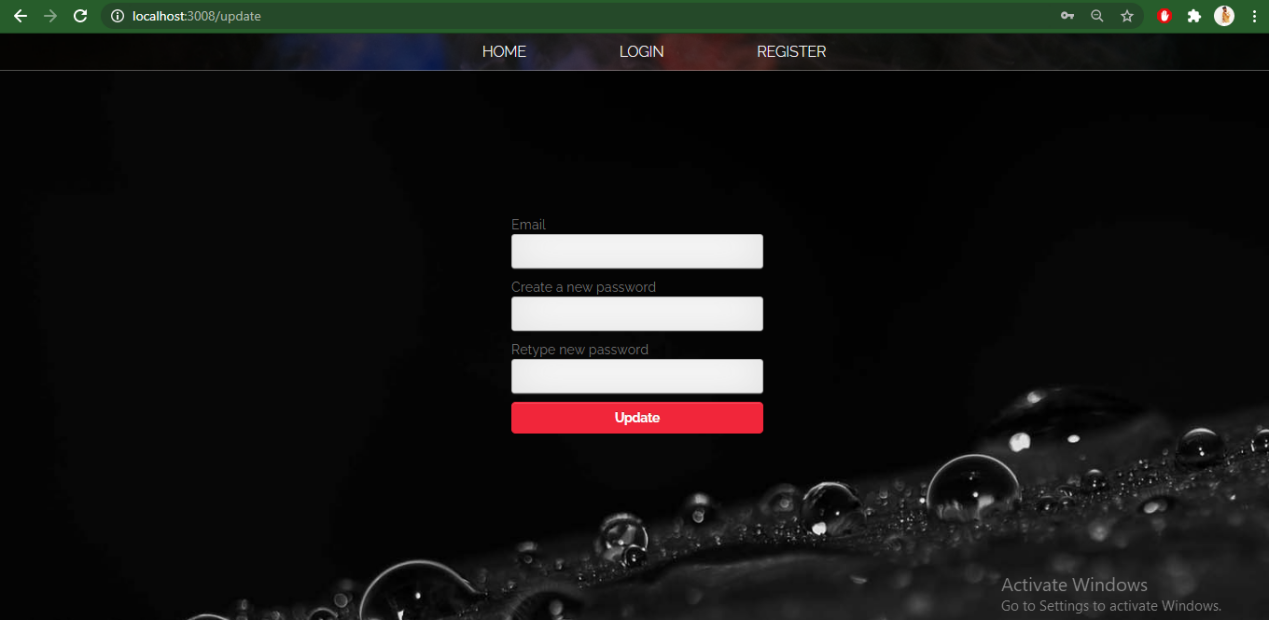 localhost:3008/update
HOME LOGIN REGISTER
Email
Create a new password
Retype new password
Update
Activate Windows
Go to Settings to activate Windows.